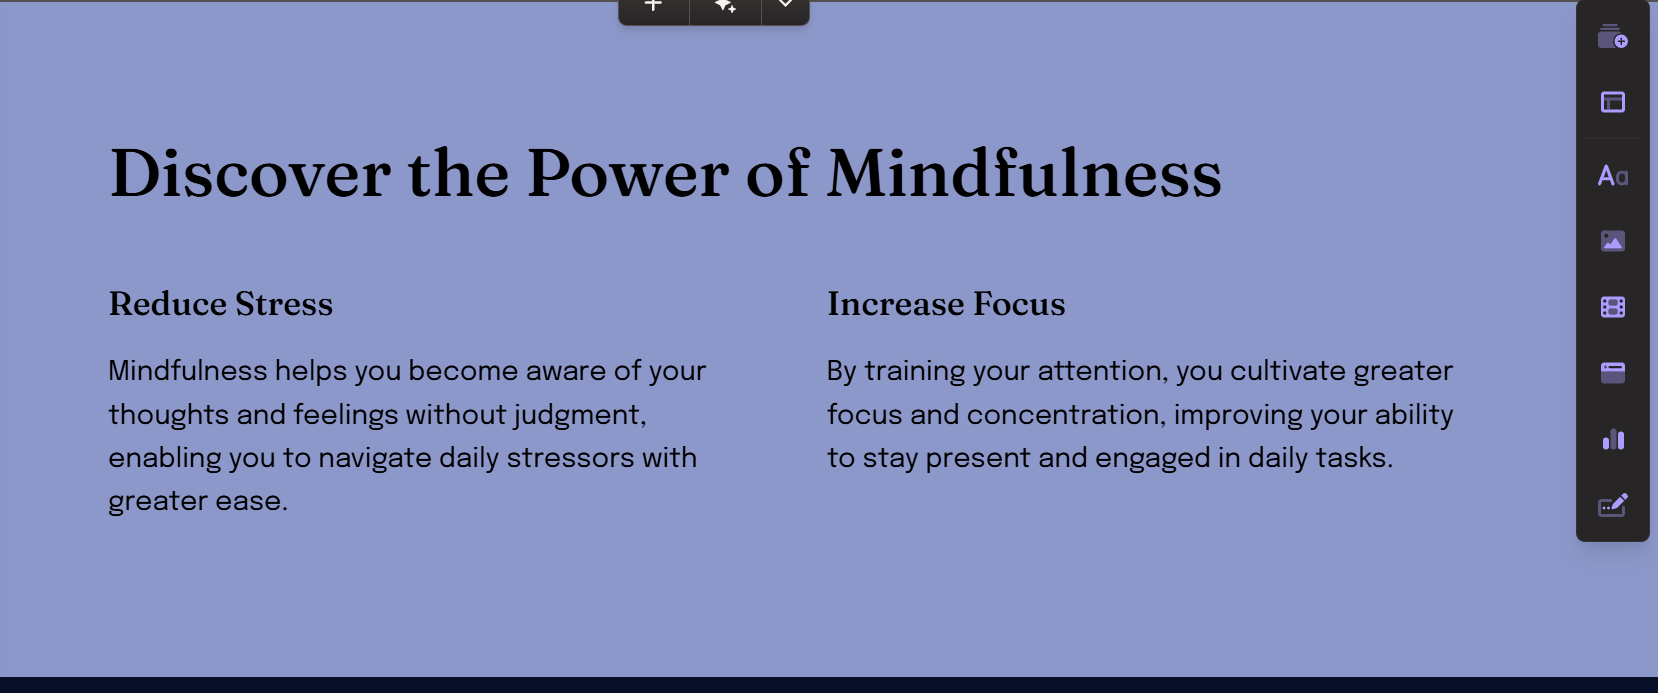 Discover the Power of Mindfulness
Reduce Stress
Mindfulness helps you become aware of your
thoughts and feelings without judgment,
enabling you to navigate daily stressors with
greater ease.
Increase Focus
By training your attention, you cultivate greater
focus and concentration, improving your ability
to stay present and engaged in daily tasks.
Aa